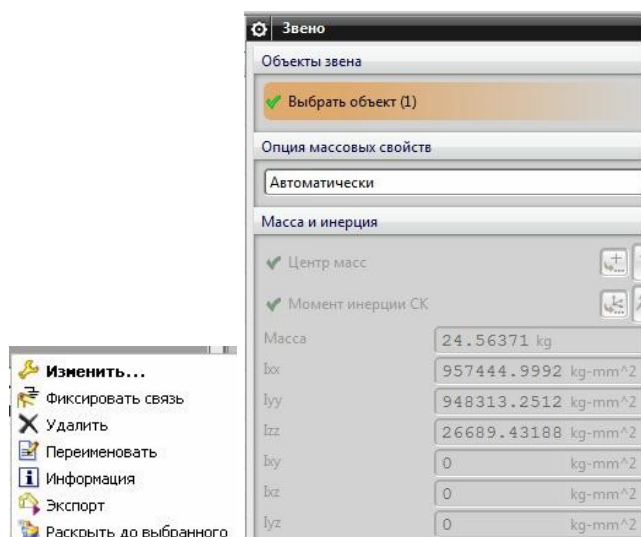 Звено
Объекты звена
Выбрать объект (1)
Опция массовых свойств
Автоматически
Масса и инерция
Центр масс
Момент инерции СК
Масса 24.56371 kg
Ixx 957444.9992 kg-mm^2
Iyy 948313.2512 kg-mm^2
Izz 26689.43188 kg-mm^2
Ixy 0 kg-mm^2
Ixz 0 kg-mm^2
Iyz 0 kg-mm^2
Изменить...
Фиксировать связь
Удалить
Переименовать
Информация
Экспорт
Раскрыть до выбранного